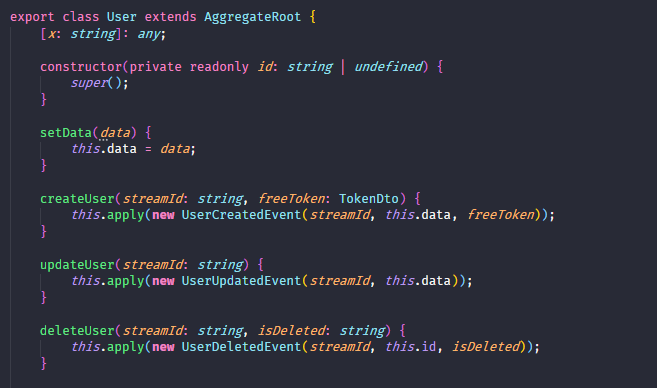 export class User extends AggregateRoot {
    [x: string]: any;
    constructor(private readonly id: string | undefined) {
        super();
    }
    setData(data) {
        this.data = data;
    }
    createUser(streamId: string, freeToken: TokenDto) {
        this.apply(new UserCreatedEvent(streamId, this.data, freeToken));
    }
    updateUser(streamId: string) {
        this.apply(new UserUpdatedEvent(streamId, this.data));
    }
    deleteUser(streamId: string, isDeleted: string) {
        this.apply(new UserDeletedEvent(streamId, this.id, isDeleted));
    }